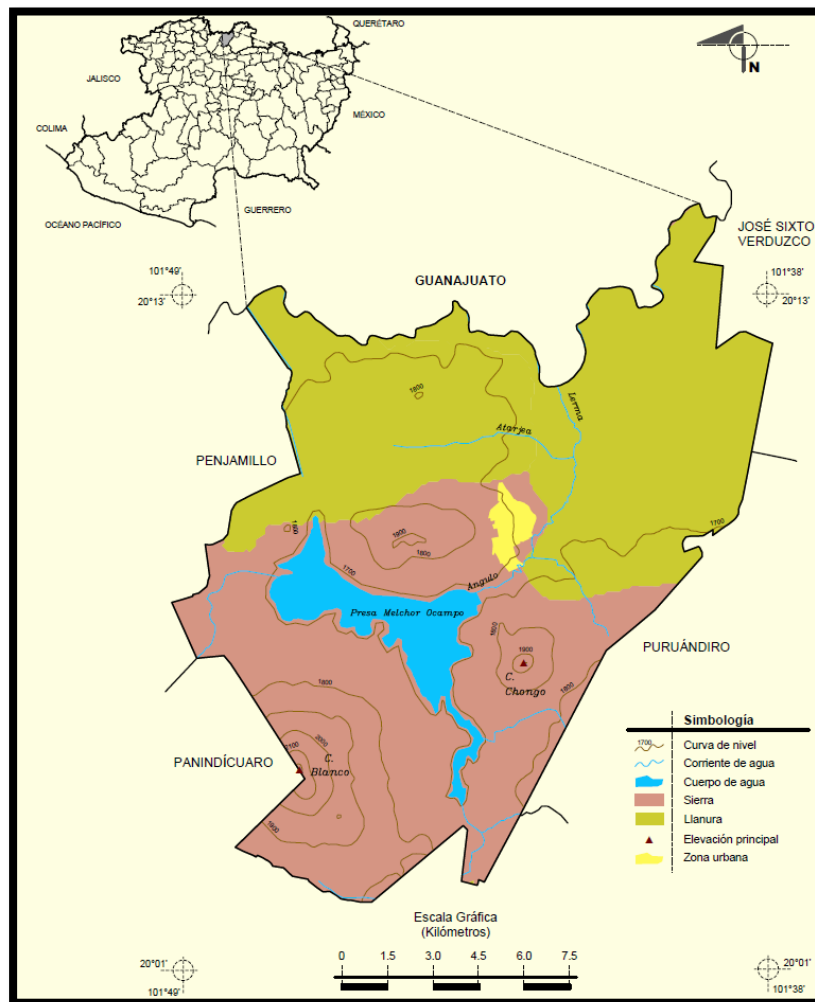 QUERÉTARO
JALISCO
MÉXICO
COLIMA
GUERRERO
OCÉANO PACÍFICO
N
JOSÉ SIXTO
VERDUZCO
101°49'
20°13'
GUANAJUATO
101°38'
20°13'
1800
Lerma
Atarjea
PENJAMILLO
1700
1800
1900
1800
1700
Angulo
Presa Melchor Ocampo
1800
1900
C.
Chongo
1800
PURUÁNDIRO
1800
2000
2100
C.
Blanco
PANINDÍCUARO
1900
Simbología
1700
Curva de nivel
Corriente de agua
Cuerpo de agua
Sierra
Llanura
Elevación principal
Zona urbana
Escala Gráfica
(Kilómetros)
0 1.5 3.0 4.5 6.0 7.5
20°01'
101°49'
20°01'
101°38'